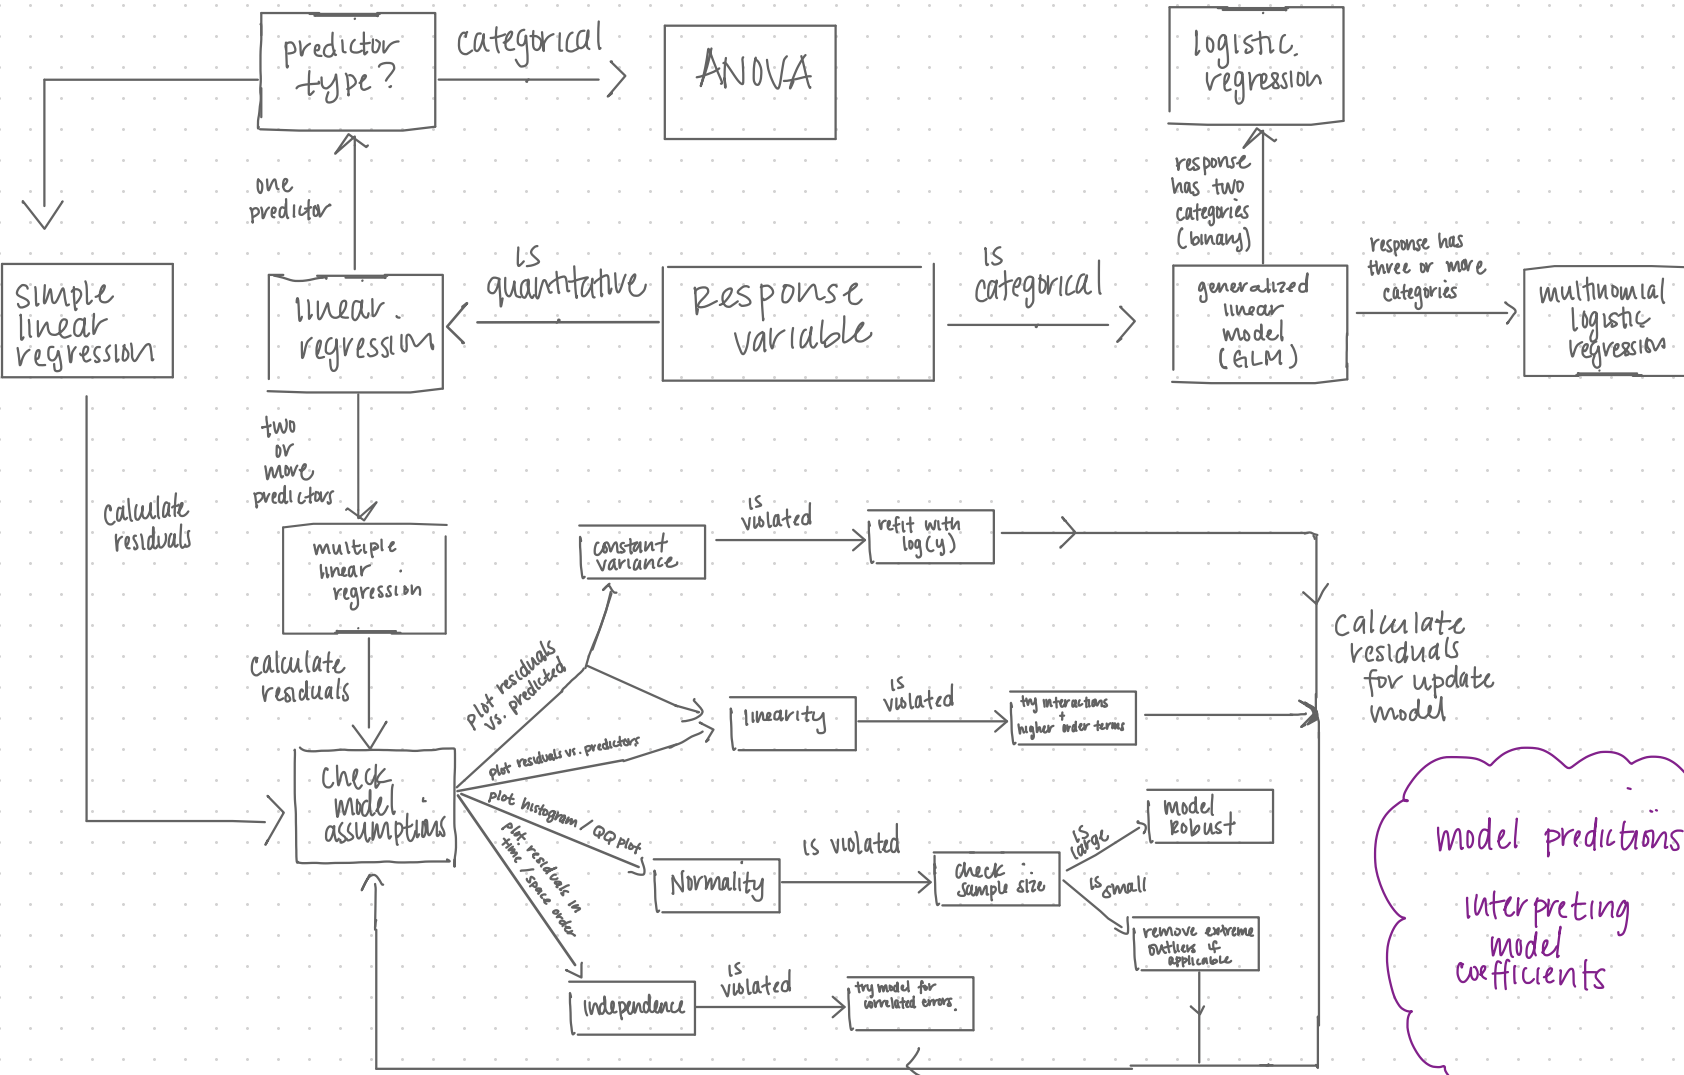 predictor
type?
categorical
ANOVA
logistic
regression
one
predictor
response
has two
categories
(binary)
simple
linear
regression
linear
regression
is
quantitative
Response
variable
is
categorical
generalized
linear
model
(GLM)
response has
three or more
categories
multinomial
logistic
regression
two
or
more
predictors
calculate
residuals
multiple
linear
regression
calculate
residuals
constant
variance
is
violated
refit with
log(y)
calculate
residuals
for update
model
plot residuals
vs. predicted
linearity
is
violated
try interactions
+
higher order terms
plot residuals vs. predictors
check
model
assumptions
plot histogram / QQ plot
plot residuals in
time / space order
Normality
is violated
check
sample size
is
large
model
robust
is
small
remove extreme
outliers if
applicable
independence
is
violated
try model for
correlated errors.
model predictions
interpreting
model
coefficients